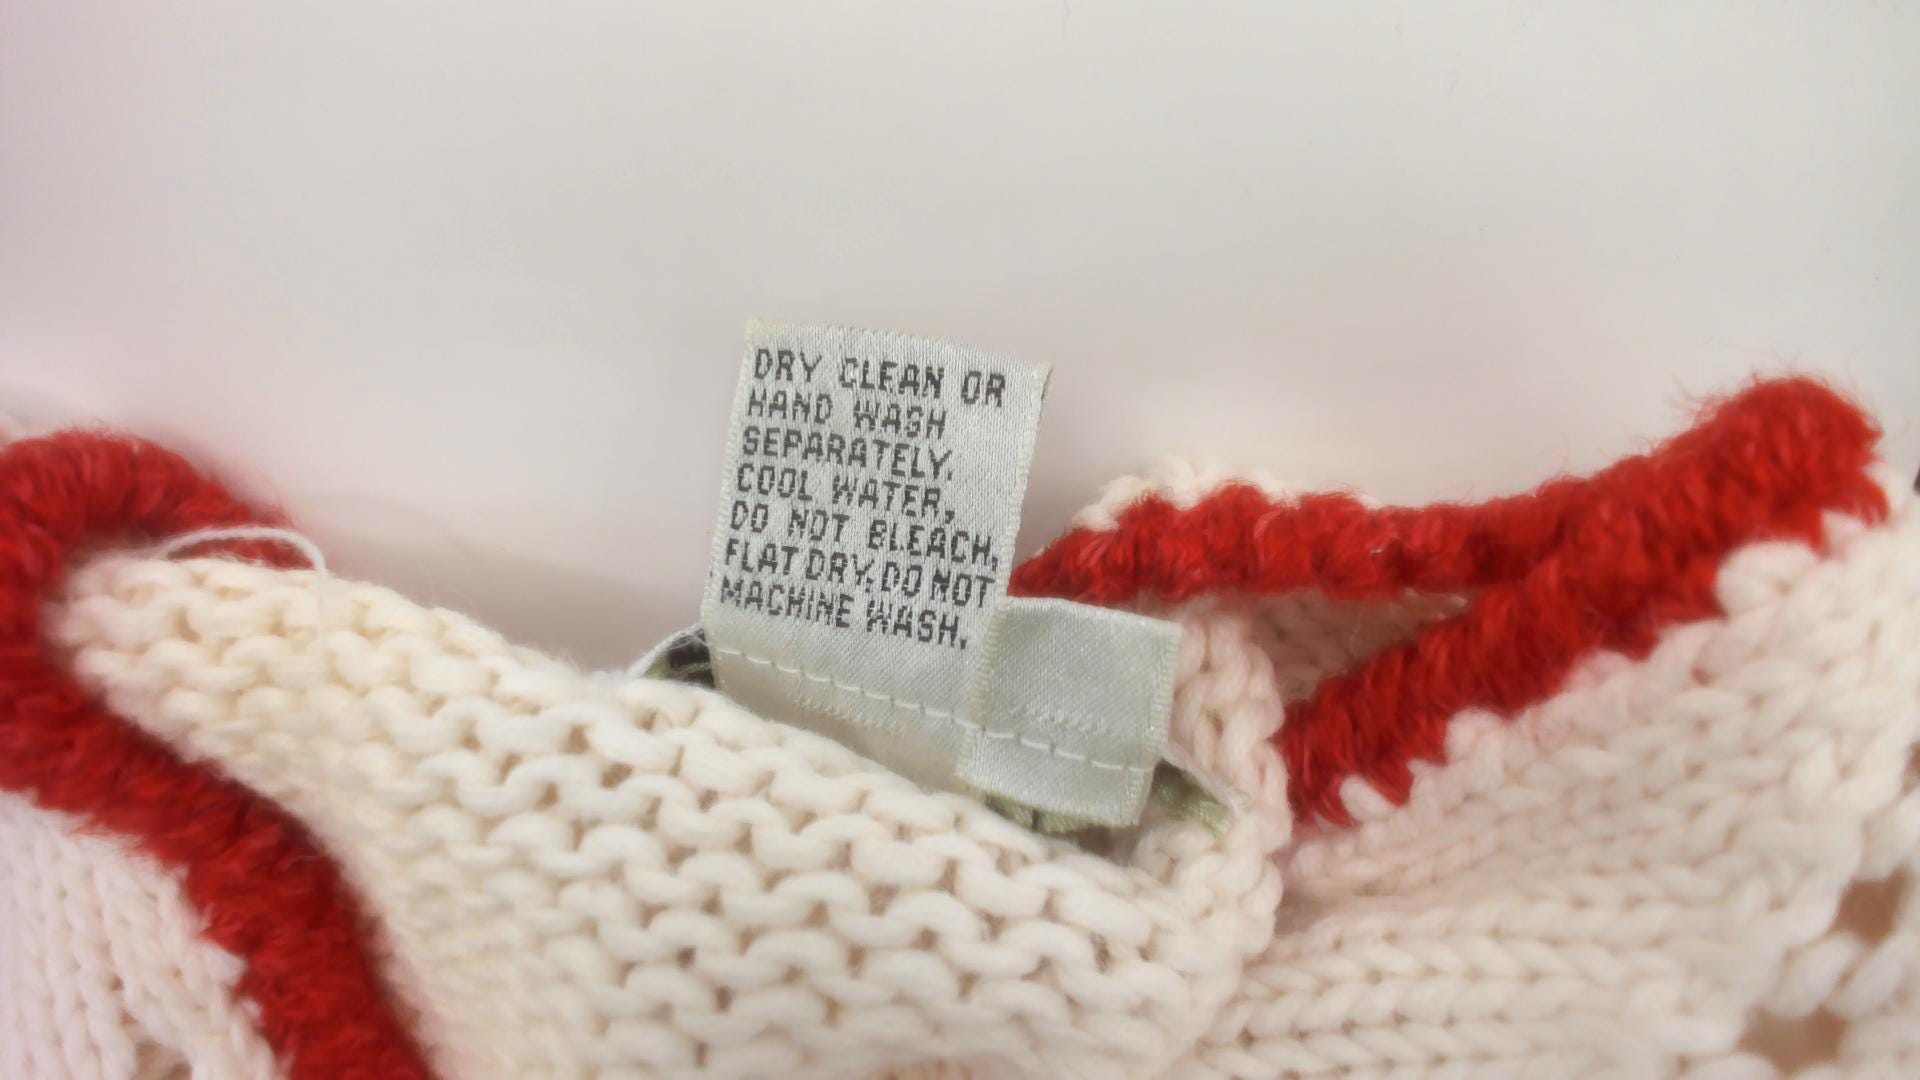 DRY CLEAN OR
HAND WASH
SEPARATELY.
COOL WATER,
DO NOT BLEACH,
FLAT DRY. DO NOT
MACHINE WASH.